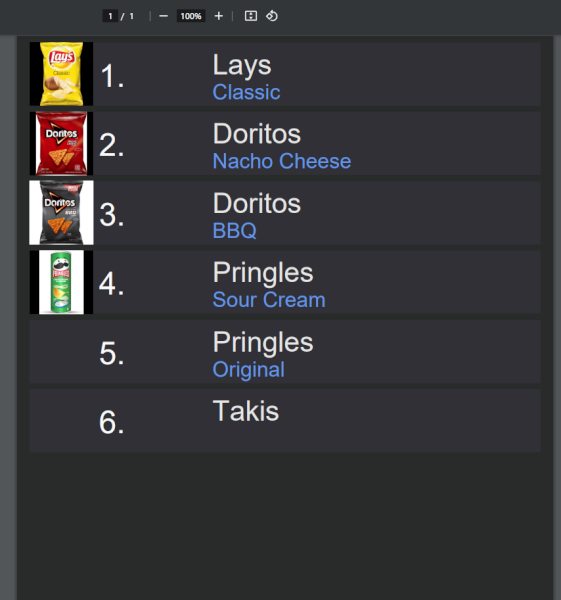 1 / 1 100%
Lays
Classic
1. Lays
Classic
Doritos
2. Doritos
Nacho Cheese
Doritos
BBQ
3. Doritos
BBQ
PRINGLES
4. Pringles
Sour Cream
5. Pringles
Original
6. Takis